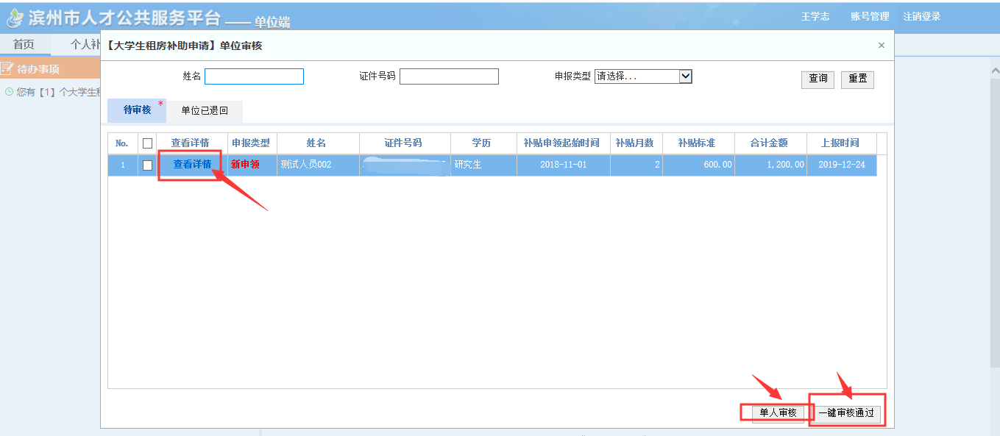 滨州市人才公共服务平台 —— 单位端
王学志 账号管理 注销登录
首页 个人补
【大学生租房补助申请】单位审核 ×
待办事项
姓名 证件号码 申报类型 请选择... 查询 重置
您有【1】个大学生租
待审核 * 单位已退回
No. 查看详情 申报类型 姓名 证件号码 学历 补贴申领起始时间 补贴月数 补贴标准 合计金额 上报时间
1 查看详情 新申领 测试人员002 研究生 2018-11-01 2 600.00 1,200.00 2019-12-24
单人审核 一键审核通过